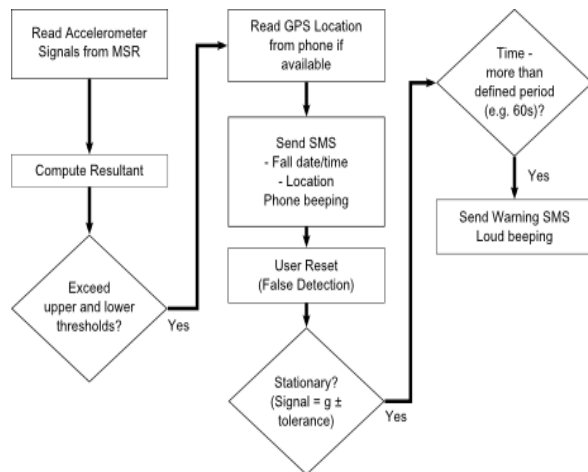 Read Accelerometer
Signals from MSR
Compute Resultant
Exceed
upper and lower
thresholds?
Yes
Read GPS Location
from phone if
available
Send SMS
- Fall date/time
- Location
Phone beeping
User Reset
(False Detection)
Stationary?
(Signal = g ±
tolerance)
Yes
Time -
more than
defined period
(e.g. 60s)?
Yes
Send Warning SMS
Loud beeping